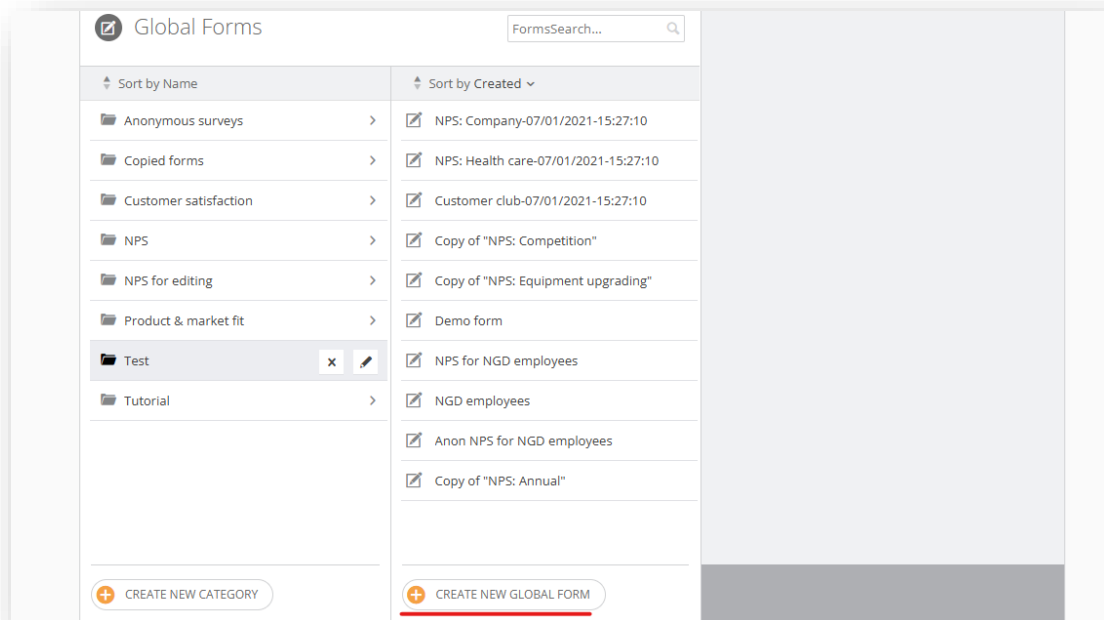 Global Forms
FormsSearch...
Sort by Name
Sort by Created
Anonymous surveys
Copied forms
Customer satisfaction
NPS
NPS for editing
Product & market fit
Test
Tutorial
NPS: Company-07/01/2021-15:27:10
NPS: Health care-07/01/2021-15:27:10
Customer club-07/01/2021-15:27:10
Copy of "NPS: Competition"
Copy of "NPS: Equipment upgrading"
Demo form
NPS for NGD employees
NGD employees
Anon NPS for NGD employees
Copy of "NPS: Annual"
CREATE NEW CATEGORY
CREATE NEW GLOBAL FORM